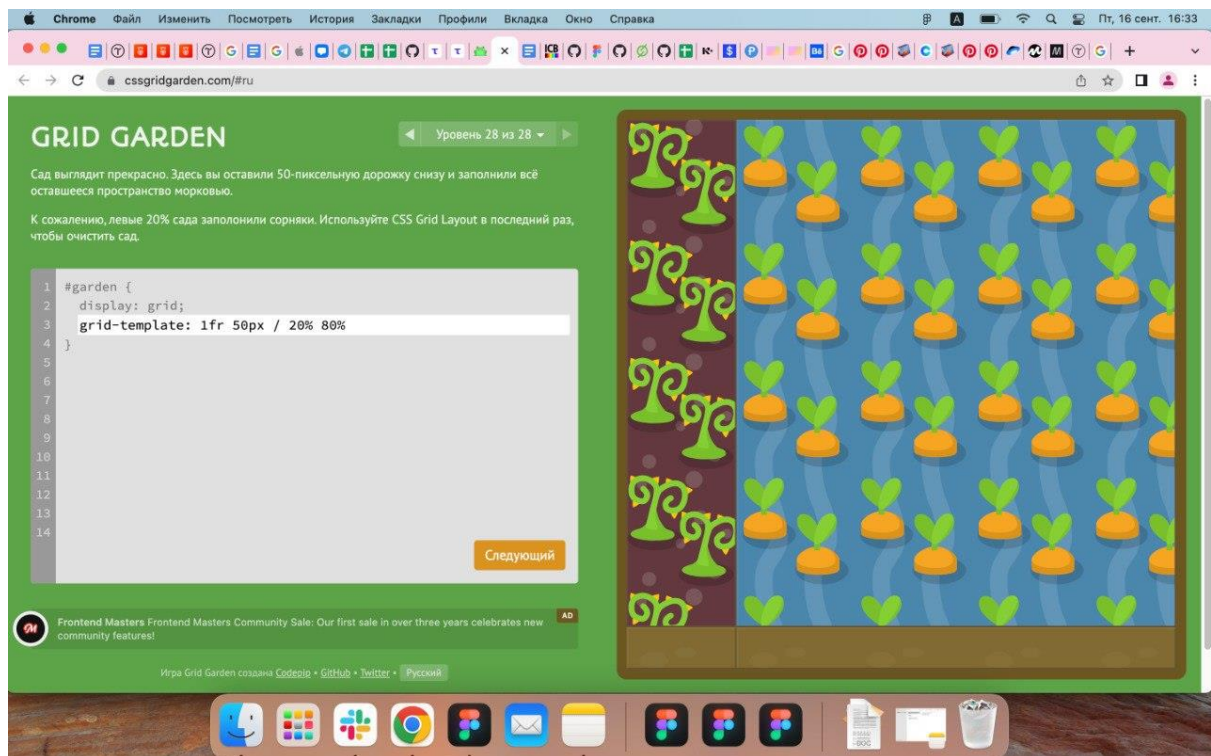 Chrome Файл Изменить Посмотреть История Закладки Профили Вкладка Окно Справка
Пт, 16 сент. 16:33
cssgridgarden.com/#ru
GRID GARDEN
Уровень 28 из 28
Сад выглядит прекрасно. Здесь вы оставили 50-пиксельную дорожку снизу и заполнили всё
оставшееся пространство морковью.
К сожалению, левые 20% сада заполонили сорняки. Используйте CSS Grid Layout в последний раз,
чтобы очистить сад.
1 #garden {
2 display: grid;
3 grid-template: 1fr 50px / 20% 80%
4 }
5
6
7
8
9
10
11
12
13
14
Следующий
Frontend Masters Frontend Masters Community Sale: Our first sale in over three years celebrates new
community features!
AD
Игра Grid Garden создана Codepip • GitHub • Twitter • Русский